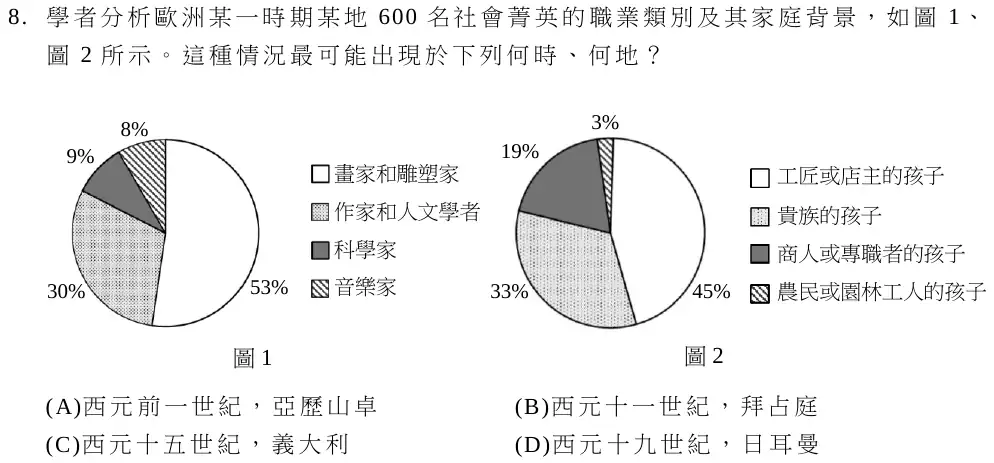 8. 學者分析歐洲某一時期某地 600 名社會菁英的職業類別及其家庭背景，如圖 1、
圖 2 所示。這種情況最可能出現於下列何時、何地？
8%
9%
30%
53%
畫家和雕塑家
作家和人文學者
科學家
音樂家
圖 1
3%
19%
33%
45%
工匠或店主的孩子
貴族的孩子
商人或專職者的孩子
農民或園林工人的孩子
圖 2
(A)西元前一世紀，亞歷山卓
(B)西元十一世紀，拜占庭
(C)西元十五世紀，義大利
(D)西元十九世紀，日耳曼